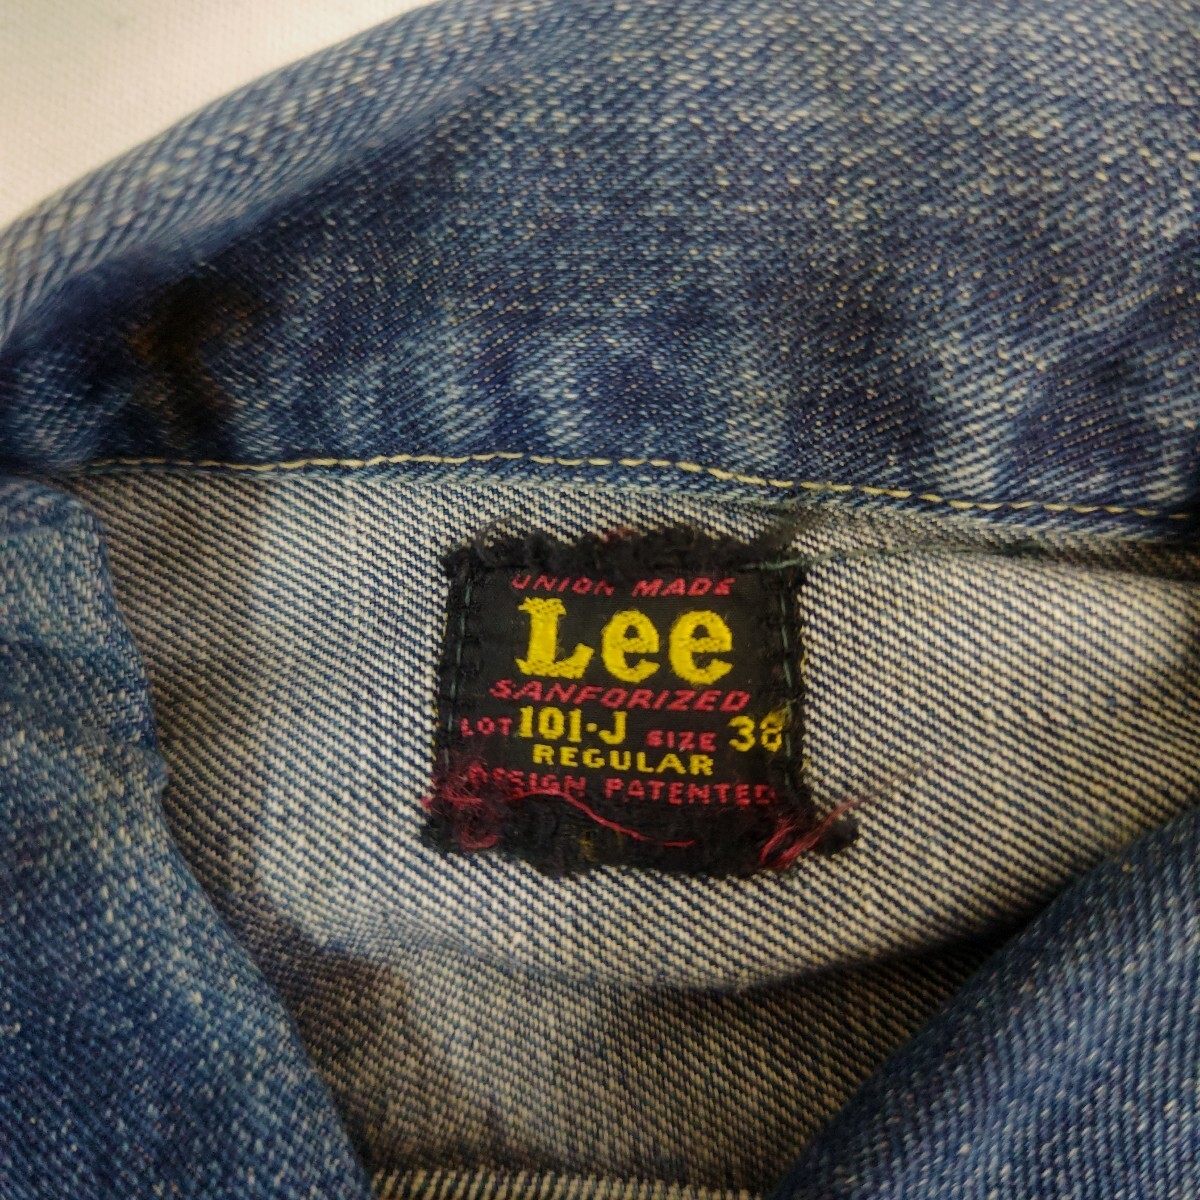 UNION MADE
Lee
SANFORIZED
LOT 101-J SIZE 38
REGULAR
DESIGN PATENTED